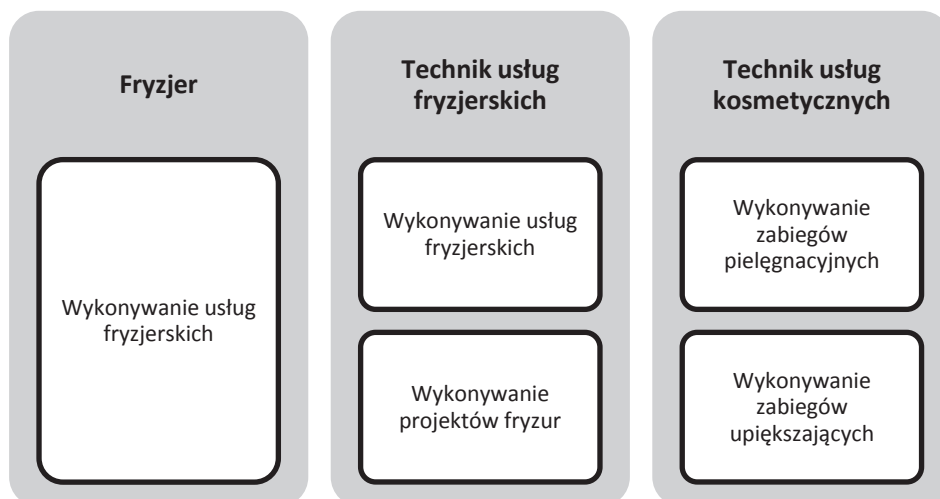 Fryzjer
Wykonywanie usług
fryzjerskich
Technik usług
fryzjerskich
Wykonywanie usług
fryzjerskich
Wykonywanie
projektów fryzur
Technik usług
kosmetycznych
Wykonywanie
zabiegów
pielęgnacyjnych
Wykonywanie
zabiegów
upiększających